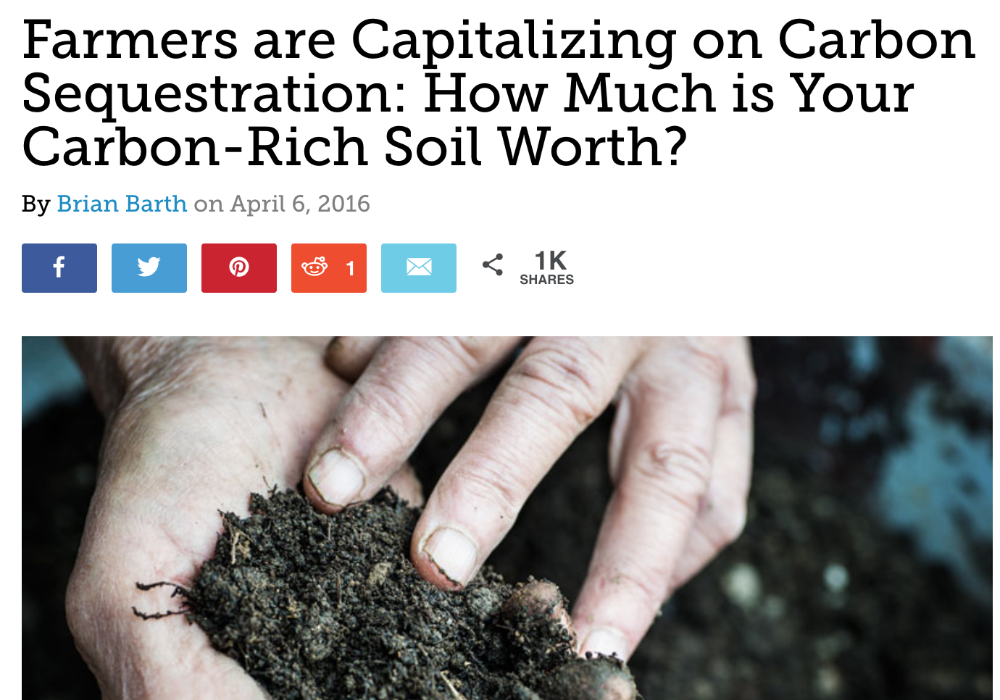 Farmers are Capitalizing on Carbon
Sequestration: How Much is Your
Carbon-Rich Soil Worth?
By Brian Barth on April 6, 2016
1
1K
SHARES